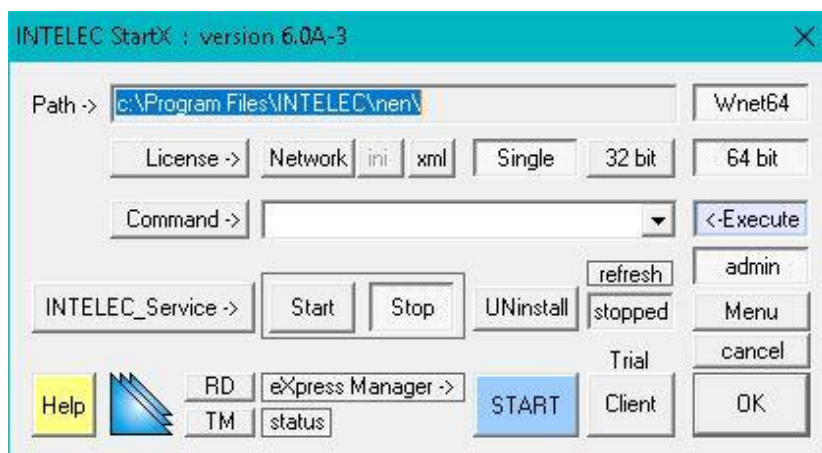 INTELEC StartX : version 6.0A-3
Path -> c:\Program Files\INTELEC\nen\ Wnet64
License -> Network ini xml Single 32 bit 64 bit
Command -> <-Execute
refresh admin
INTELEC_Service -> Start Stop UNinstall stopped Menu
Trial cancel
Help RD eXpress Manager -> START Client OK
TM status